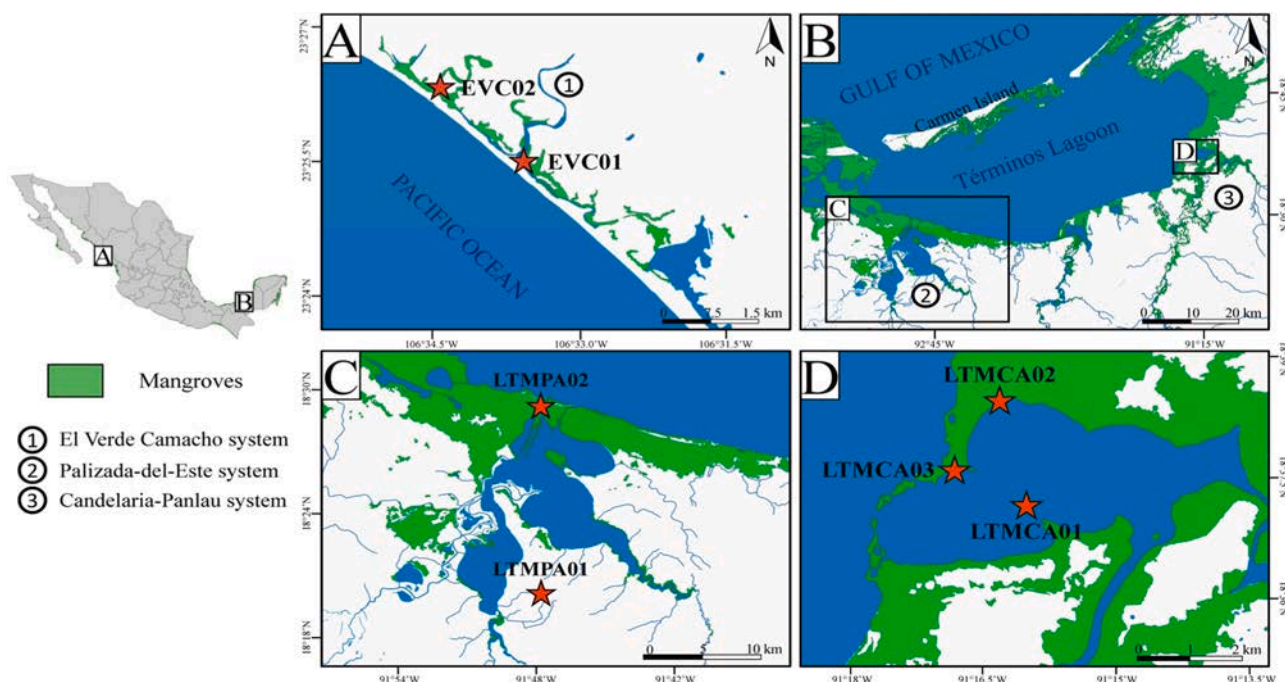 A
B
Mangroves
1 El Verde Camacho system
2 Palizada-del-Este system
3 Candelaria-Panlau system
A
N
23°27'N
23°25.5'N
23°24'N
EVC02
1
EVC01
PACIFIC OCEAN
0 7.5 1.5 km
106°34.5'W 106°33.0'W 106°31.5'W
B
N
GULF OF MEXICO
Carmen Island
Términos Lagoon
D
3
C
2
0 10 20 km
92°45'W 91°15'W
C
18°30'N
18°24'N
18°18'N
LTMPA02
LTMPA01
0 5 10 km
91°54'W 91°48'W 91°42'W
D
LTMCA02
LTMCA03
LTMCA01
0 1 2 km
91°18'W 91°16.5'W 91°15'W 91°13.5'W